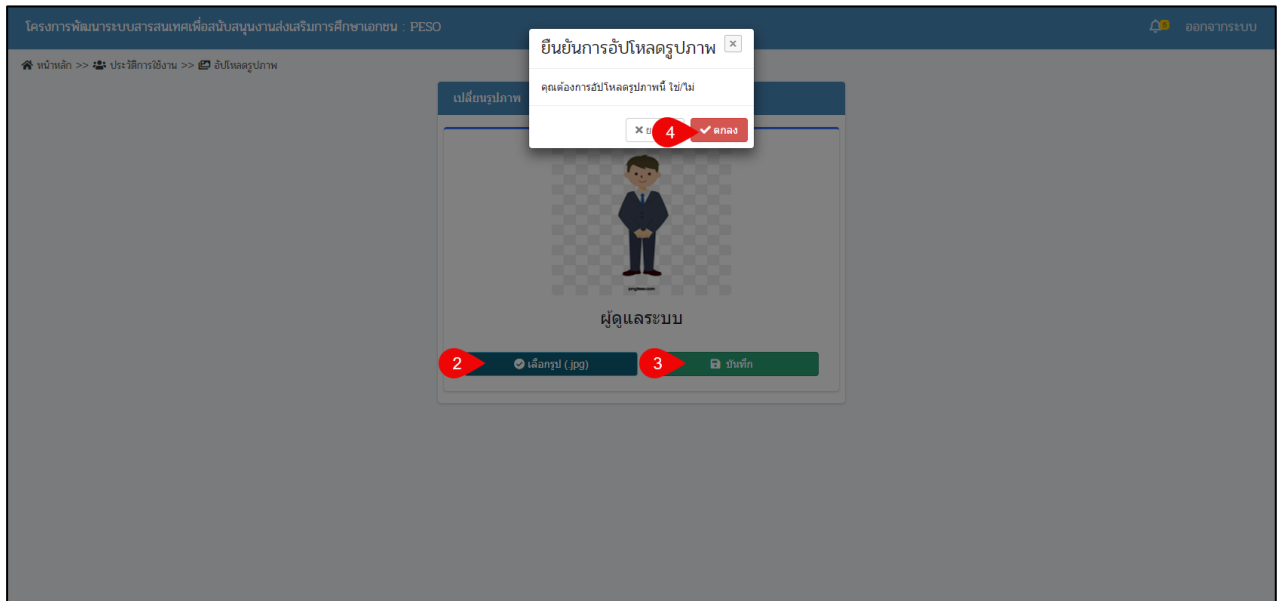 โครงการพัฒนาระบบสารสนเทศเพื่อสนับสนุนงานส่งเสริมการศึกษาเอกชน : PESO
ออกจากระบบ
ยืนยันการอัปโหลดรูปภาพ ×
หน้าหลัก >> ประวัติการใช้งาน >> อัปโหลดรูปภาพ
คุณต้องการอัปโหลดรูปภาพนี้ ใช่/ไม่
เปลี่ยนรูปภาพ
4 ตกลง
ผู้ดูแลระบบ
2 เลือกรูป (.jpg) 3 บันทึก